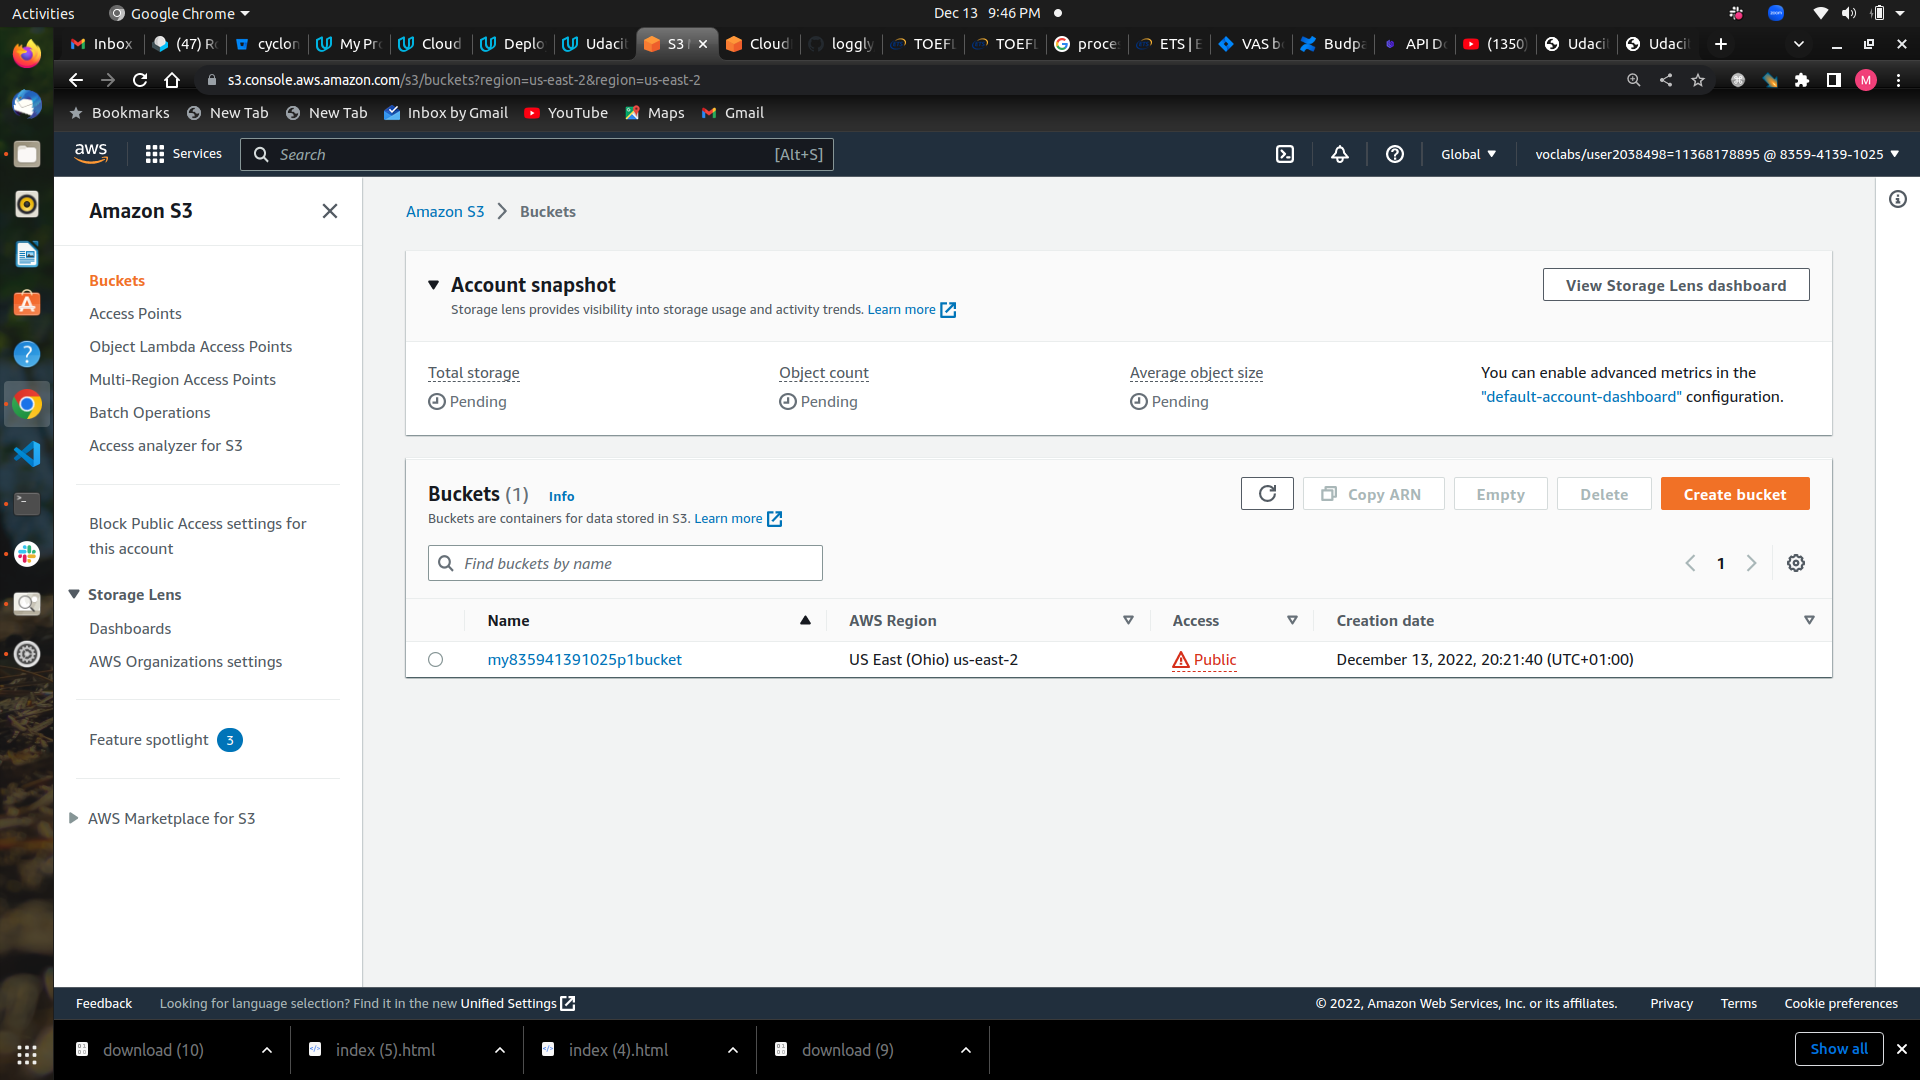 Activities
Google Chrome
Dec 13 9:46 PM
Inbox
(47) Ro
cyclon
My Pro
Cloud
Deplo
Udacit
S3 M
Cloud
loggly
TOEFL
TOEFL
proces
ETS | E
VAS bo
Budpa
API Do
(1350)
Udacit
Udacit
s3.console.aws.amazon.com/s3/buckets?region=us-east-2&region=us-east-2
M
Bookmarks
New Tab
New Tab
Inbox by Gmail
YouTube
Maps
Gmail
aws
Services
Search
[Alt+S]
Global
voclabs/user2038498=11368178895 @ 8359-4139-1025
Amazon S3
Buckets
Access Points
Object Lambda Access Points
Multi-Region Access Points
Batch Operations
Access analyzer for S3
Block Public Access settings for
this account
Storage Lens
Dashboards
AWS Organizations settings
Feature spotlight 3
AWS Marketplace for S3
Amazon S3 Buckets
Account snapshot
Storage lens provides visibility into storage usage and activity trends. Learn more
View Storage Lens dashboard
Total storage
Pending
Object count
Pending
Average object size
Pending
You can enable advanced metrics in the
"default-account-dashboard" configuration.
Buckets (1) Info
Buckets are containers for data stored in S3. Learn more
Copy ARN
Empty
Delete
Create bucket
Find buckets by name
1
Name
AWS Region
Access
Creation date
my835941391025p1bucket
US East (Ohio) us-east-2
Public
December 13, 2022, 20:21:40 (UTC+01:00)
Feedback
Looking for language selection? Find it in the new Unified Settings
© 2022, Amazon Web Services, Inc. or its affiliates.
Privacy
Terms
Cookie preferences
download (10)
index (5).html
index (4).html
download (9)
Show all